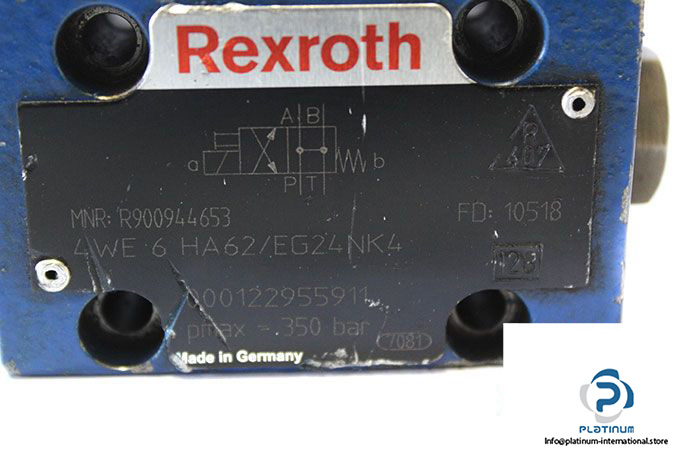 Rexroth
A B
a b
P T
MNR: R900944653
FD: 10518
4WE 6 HA62/EG24NK4
000122955911
pmax = 350 bar
7081
Made in Germany
PLATINUM
Info@platinum-international.store